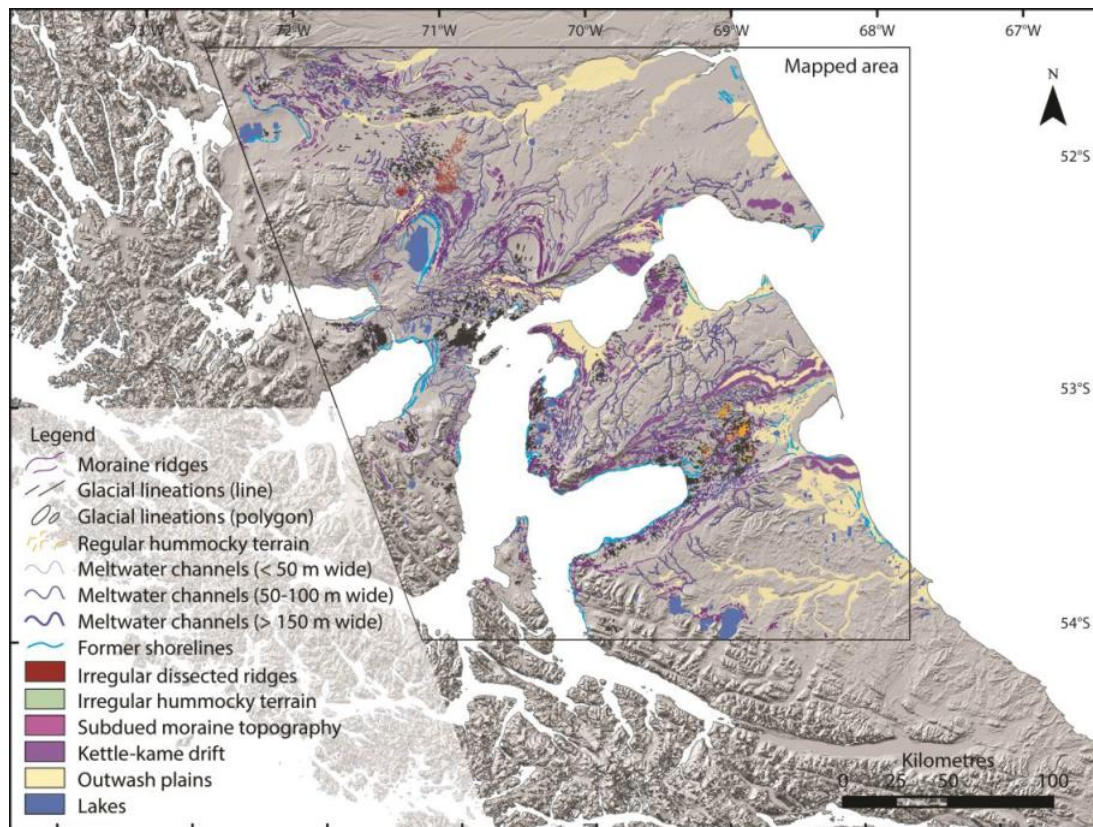 73°W 72°W 71°W 70°W 69°W 68°W 67°W
Mapped area
N
52°S
53°S
54°S
Legend
Moraine ridges
Glacial lineations (line)
Glacial lineations (polygon)
Regular hummocky terrain
Meltwater channels (< 50 m wide)
Meltwater channels (50-100 m wide)
Meltwater channels (> 150 m wide)
Former shorelines
Irregular dissected ridges
Irregular hummocky terrain
Subdued moraine topography
Kettle-kame drift
Outwash plains
Lakes
Kilometres
0 25 50 100